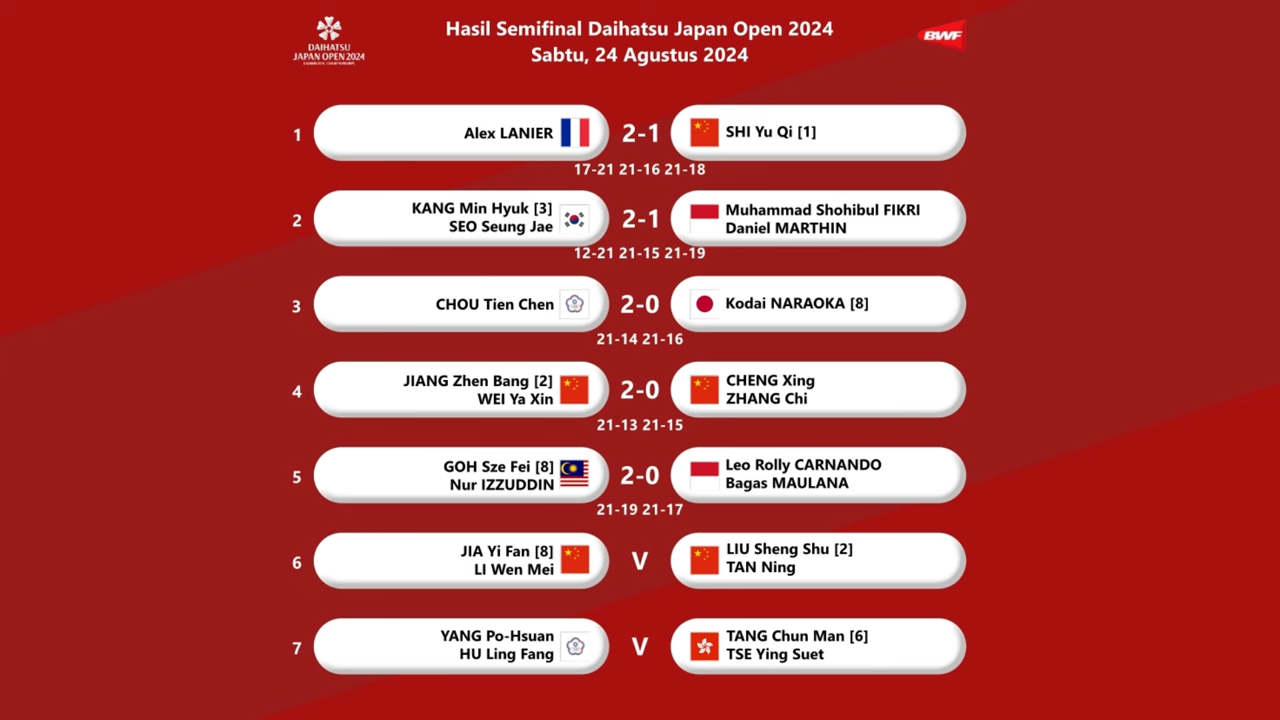 Hasil Semifinal Daihatsu Japan Open 2024
Sabtu, 24 Agustus 2024
DAIHATSU
JAPAN OPEN 2024
BWF
1
Alex LANIER
2-1
SHI Yu Qi [1]
17-21 21-16 21-18
2
KANG Min Hyuk [3]
SEO Seung Jae
2-1
Muhammad Shohibul FIKRI
Daniel MARTHIN
12-21 21-15 21-19
3
CHOU Tien Chen
2-0
Kodai NARAOKA [8]
21-14 21-16
4
JIANG Zhen Bang [2]
WEI Ya Xin
2-0
CHENG Xing
ZHANG Chi
21-13 21-15
5
GOH Sze Fei [8]
Nur IZZUDDIN
2-0
Leo Rolly CARNANDO
Bagas MAULANA
21-19 21-17
6
JIA Yi Fan [8]
LI Wen Mei
V
LIU Sheng Shu [2]
TAN Ning
7
YANG Po-Hsuan
HU Ling Fang
V
TANG Chun Man [6]
TSE Ying Suet